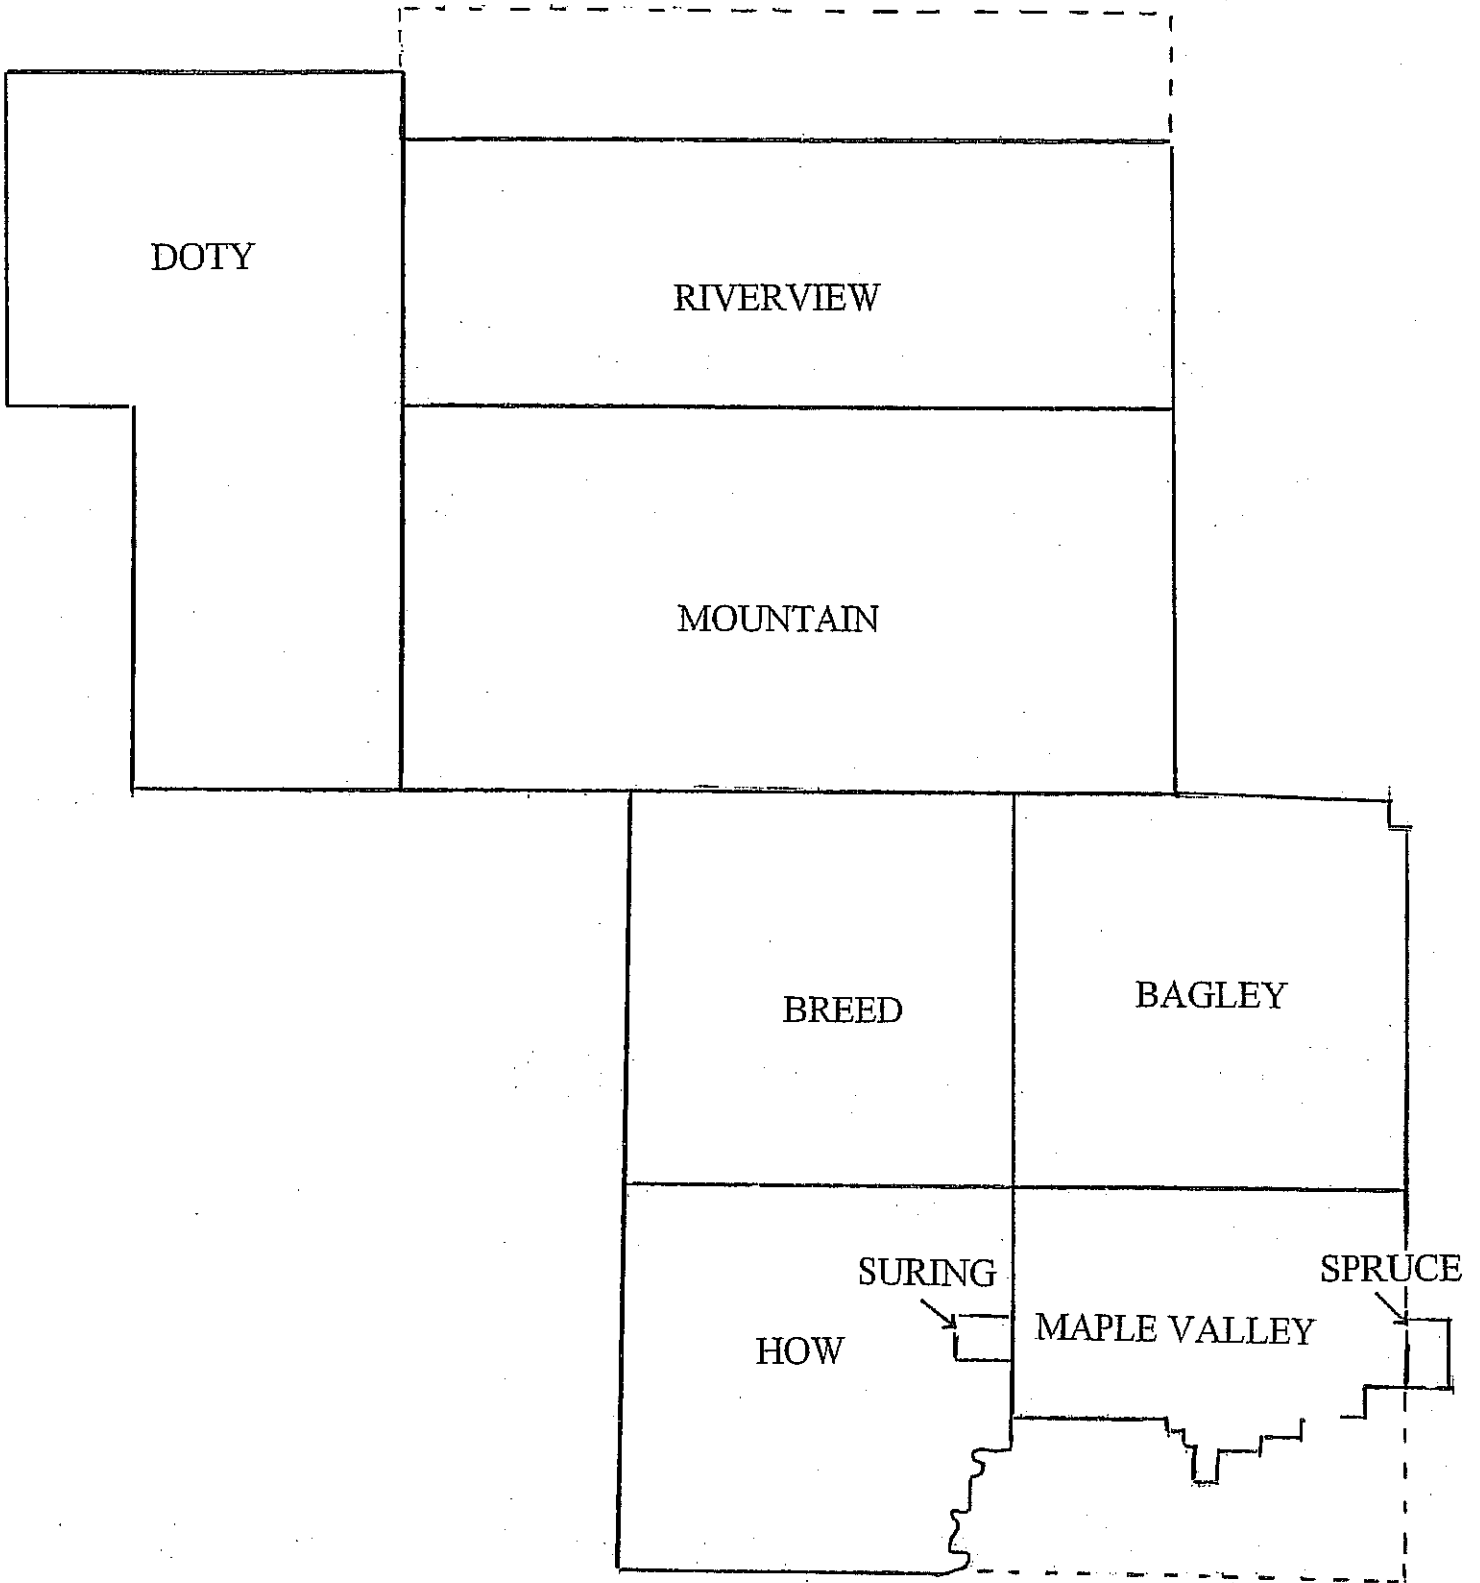 DOTY
RIVERVIEW
MOUNTAIN
BREED
BAGLEY
SURING
SPRUCE
HOW
MAPLE VALLEY